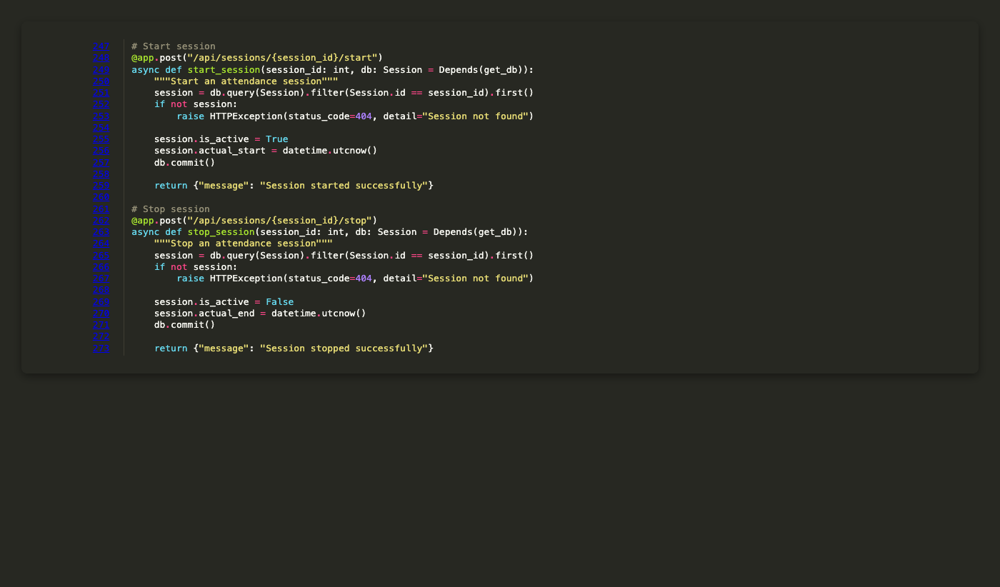 247 # Start session
248 @app.post("/api/sessions/{session_id}/start")
249 async def start_session(session_id: int, db: Session = Depends(get_db)):
250     """Start an attendance session"""
251     session = db.query(Session).filter(Session.id == session_id).first()
252     if not session:
253         raise HTTPException(status_code=404, detail="Session not found")
254
255     session.is_active = True
256     session.actual_start = datetime.utcnow()
257     db.commit()
258
259     return {"message": "Session started successfully"}
260
261 # Stop session
262 @app.post("/api/sessions/{session_id}/stop")
263 async def stop_session(session_id: int, db: Session = Depends(get_db)):
264     """Stop an attendance session"""
265     session = db.query(Session).filter(Session.id == session_id).first()
266     if not session:
267         raise HTTPException(status_code=404, detail="Session not found")
268
269     session.is_active = False
270     session.actual_end = datetime.utcnow()
271     db.commit()
272
273     return {"message": "Session stopped successfully"}